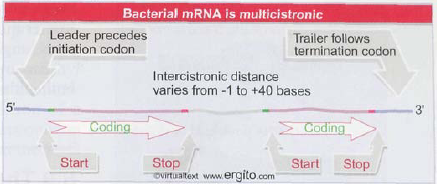 Bacterial mRNA is multicistronic
Leader precedes
initiation codon
Trailer follows
termination codon
Intercistronic distance
varies from -1 to +40 bases
5'
3'
Coding
Coding
Start
Stop
Start
Stop
©virtualtext www.ergito.com